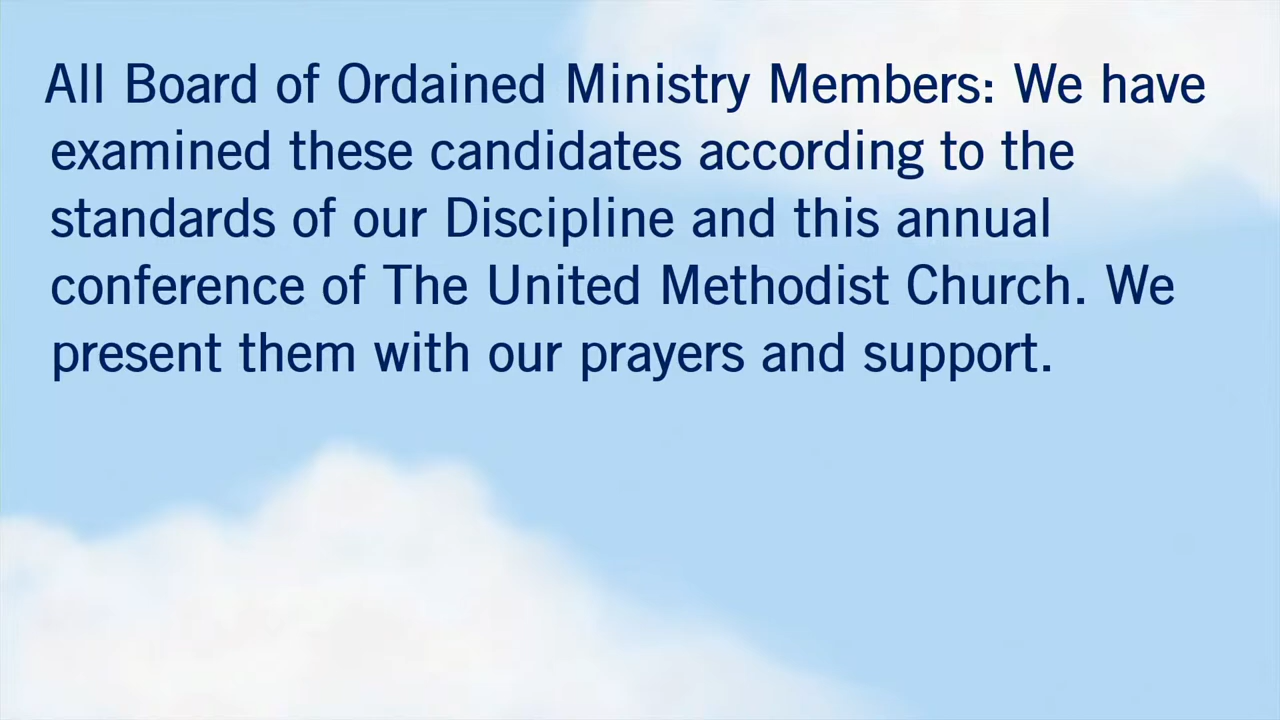 All Board of Ordained Ministry Members: We have
examined these candidates according to the
standards of our Discipline and this annual
conference of The United Methodist Church. We
present them with our prayers and support.